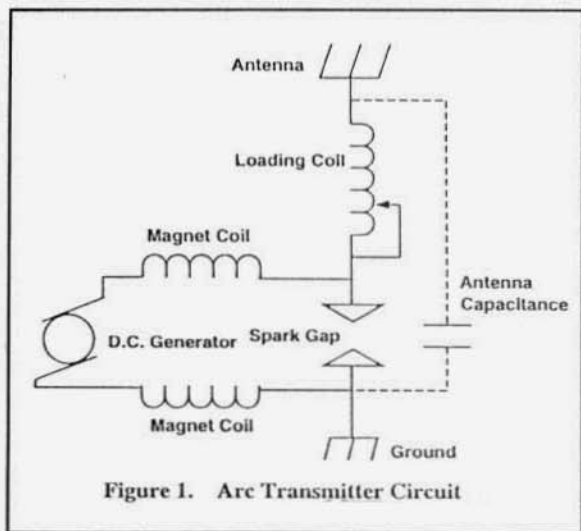 Antenna
Loading Coil
Magnet Coil
Antenna
Capacitance
D.C. Generator
Spark Gap
Magnet Coil
Ground
Figure 1. Arc Transmitter Circuit